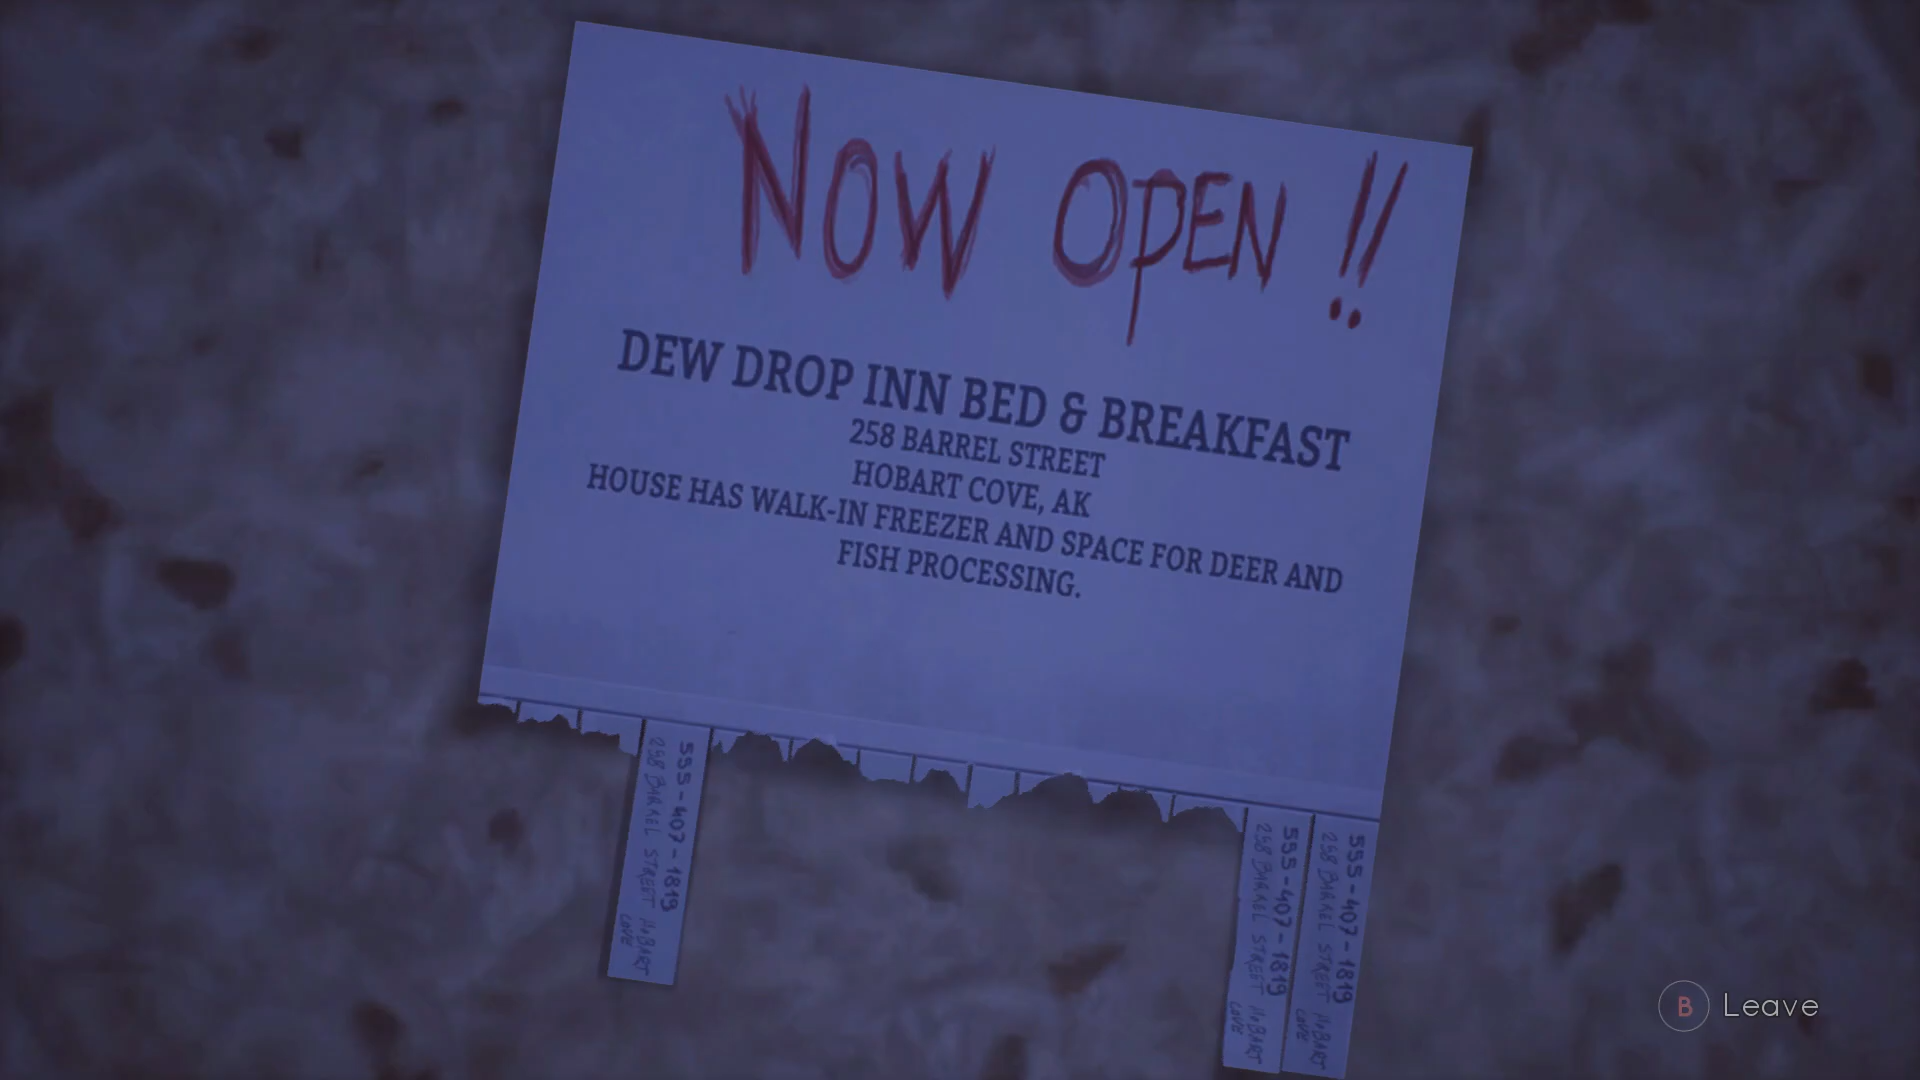 NOW OPEN !!
DEW DROP INN BED & BREAKFAST
258 BARREL STREET
HOBART COVE, AK
HOUSE HAS WALK-IN FREEZER AND SPACE FOR DEER AND
FISH PROCESSING.
555-407-1819
258 BARREL STREET HOBART
COVE
555-407-1819
258 BARREL STREET HOBART
COVE
555-407-1819
258 BARREL STREET HOBART
COVE
B Leave